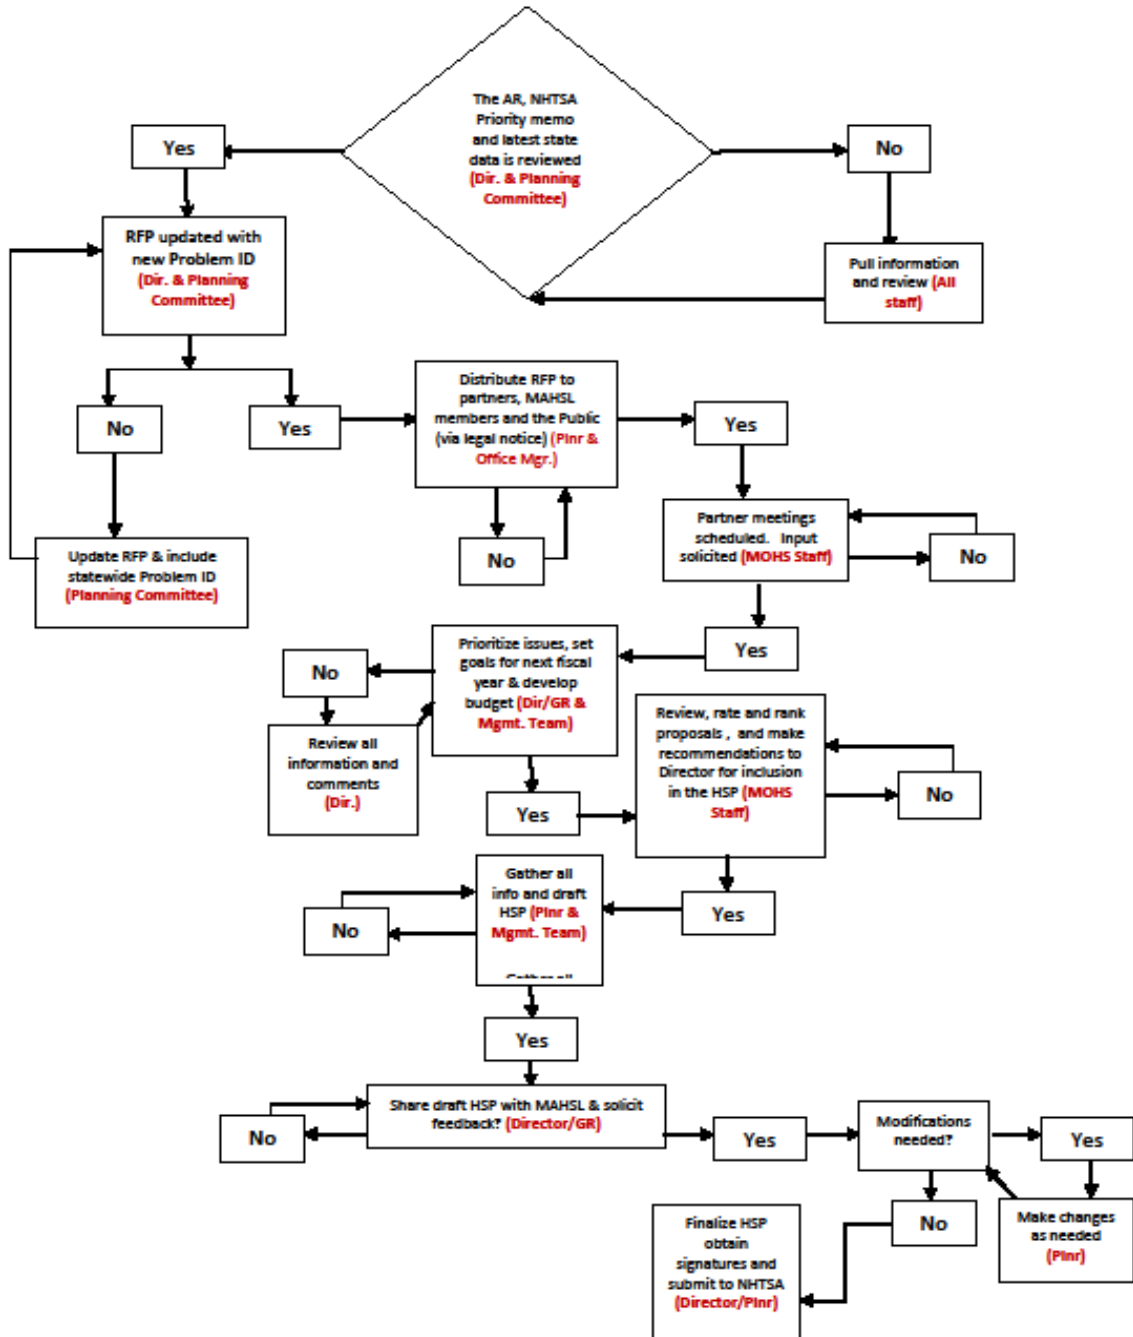 The AR, NHTSA
Priority memo
and latest state
data is reviewed
(Dir. & Planning
Committee)
Yes
No
RFP updated with
new Problem ID
(Dir. & Planning
Committee)
Pull information
and review (All
staff)
No
Yes
Distribute RFP to
partners, MAHSL
members and the Public
(via legal notice) (Plnr &
Office Mgr.)
Yes
No
Partner meetings
scheduled. Input
solicited (MOHS Staff)
No
Update RFP & include
statewide Problem ID
(Planning Committee)
Yes
Prioritize issues, set
goals for next fiscal
year & develop
budget (Dir/GR &
Mgmt. Team)
No
Review all
information and
comments
(Dir.)
Yes
Review, rate and rank
proposals , and make
recommendations to
Director for inclusion
in the HSP (MOHS
Staff)
No
Yes
Gather all
info and draft
HSP (Plnr &
Mgmt. Team)
Gather all
No
Yes
Share draft HSP with MAHSL & solicit
feedback? (Director/GR)
No
Yes
Modifications
needed?
Yes
No
Make changes
as needed
(Plnr)
Finalize HSP
obtain
signatures and
submit to NHTSA
(Director/Plnr)